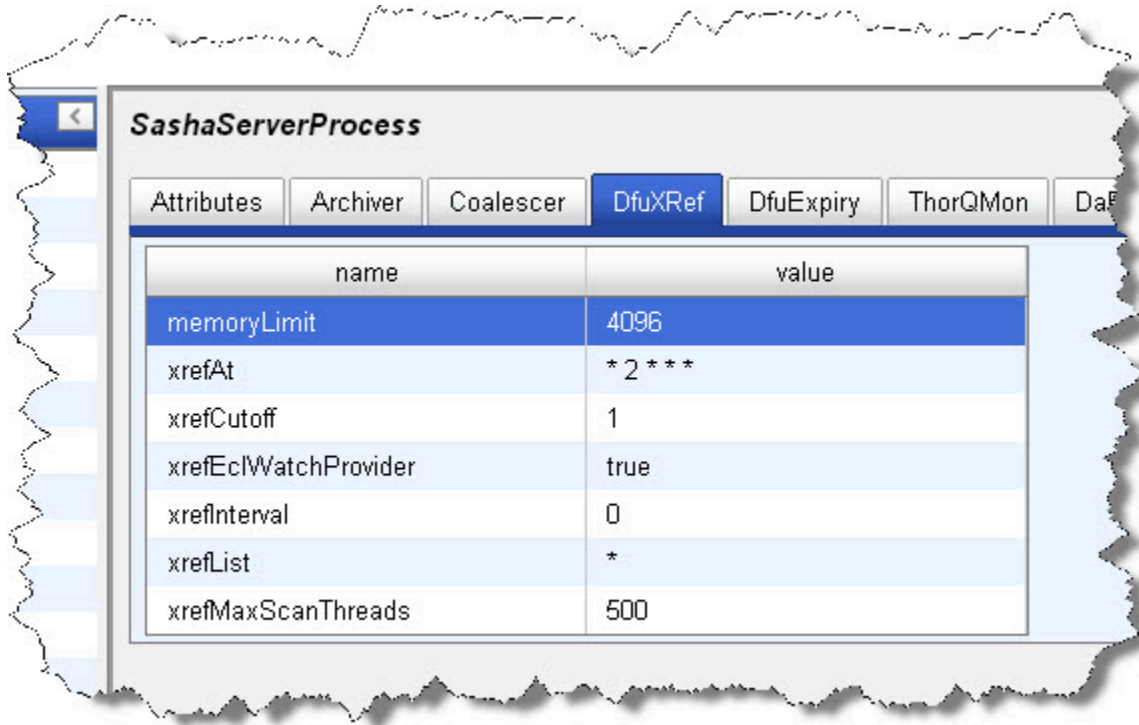 SashaServerProcess
Attributes Archiver Coalescer DfuXRef DfuExpiry ThorQMon
name value
memoryLimit 4096
xrefAt * 2 * * *
xrefCutoff 1
xrefEclWatchProvider true
xrefInterval 0
xrefList *
xrefMaxScanThreads 500